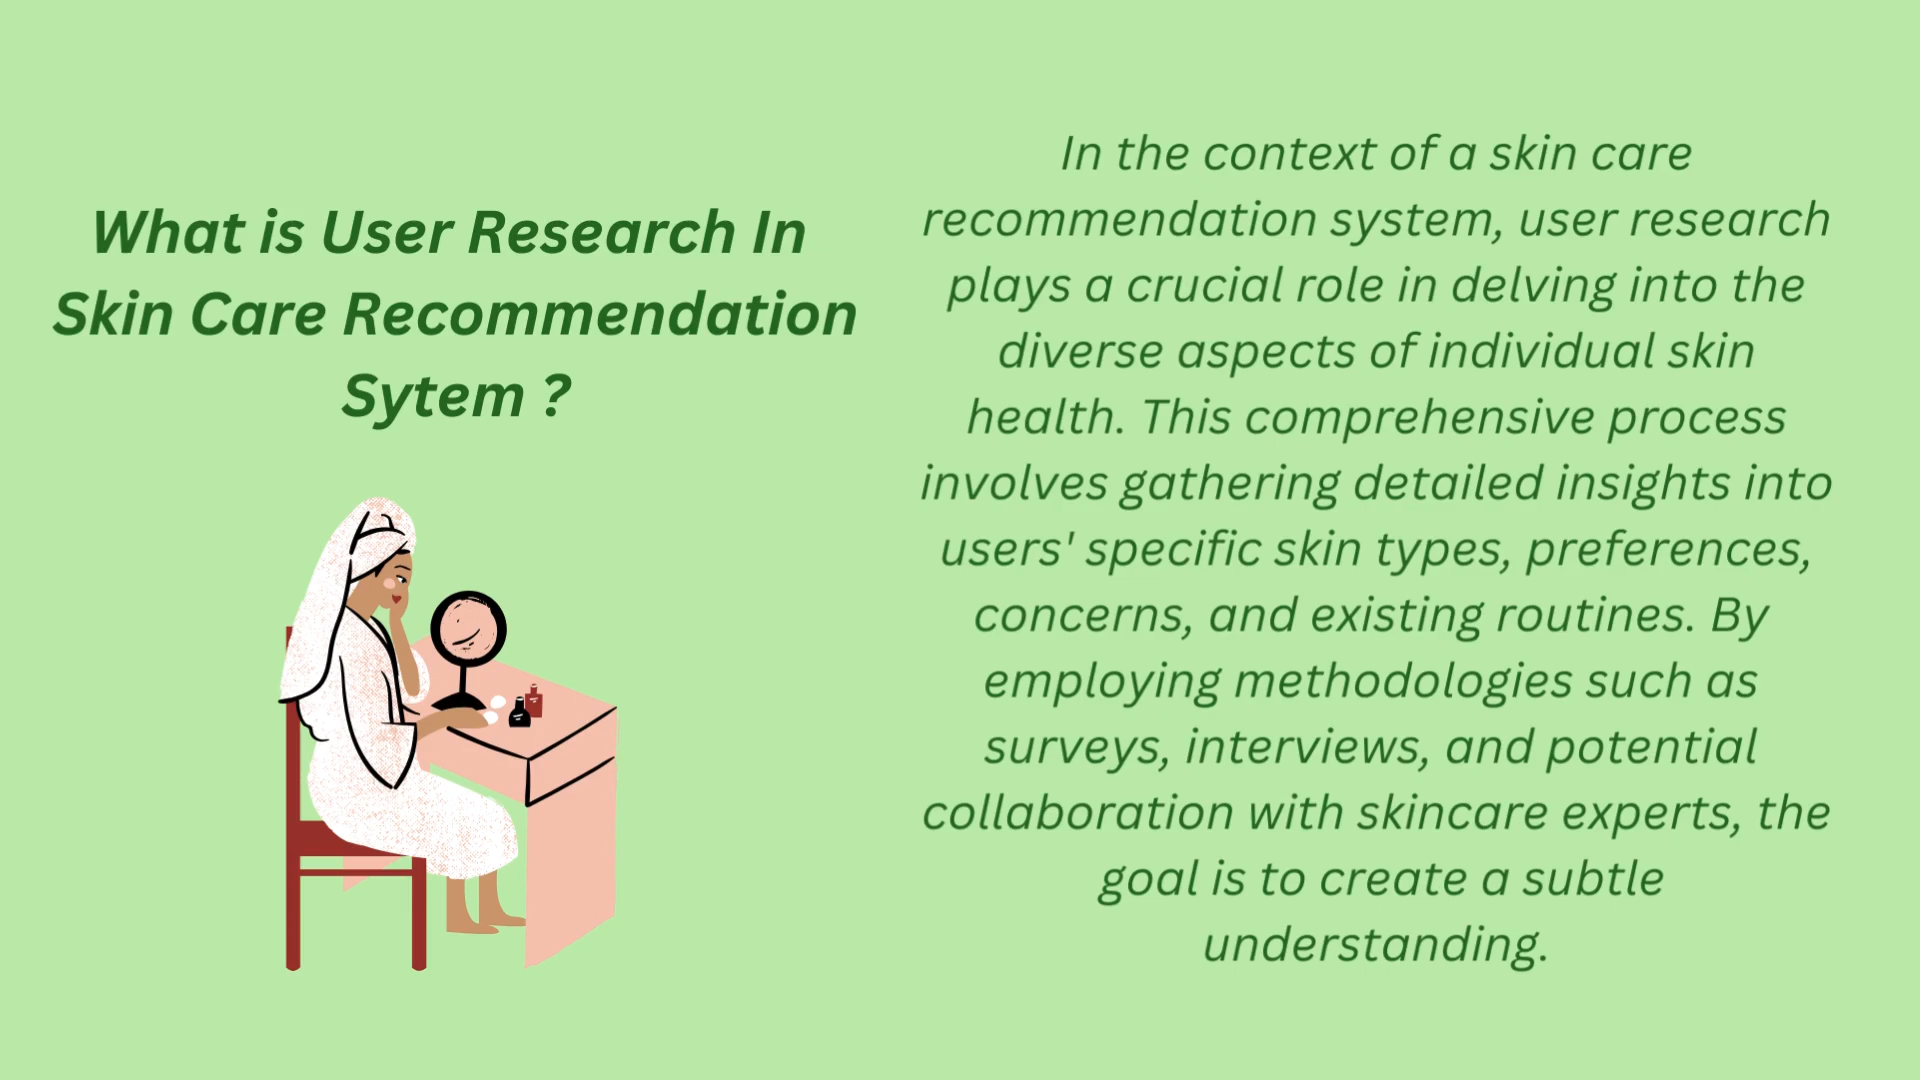 What is User Research In
Skin Care Recommendation
Sytem ?
In the context of a skin care
recommendation system, user research
plays a crucial role in delving into the
diverse aspects of individual skin
health. This comprehensive process
involves gathering detailed insights into
users' specific skin types, preferences,
concerns, and existing routines. By
employing methodologies such as
surveys, interviews, and potential
collaboration with skincare experts, the
goal is to create a subtle
understanding.